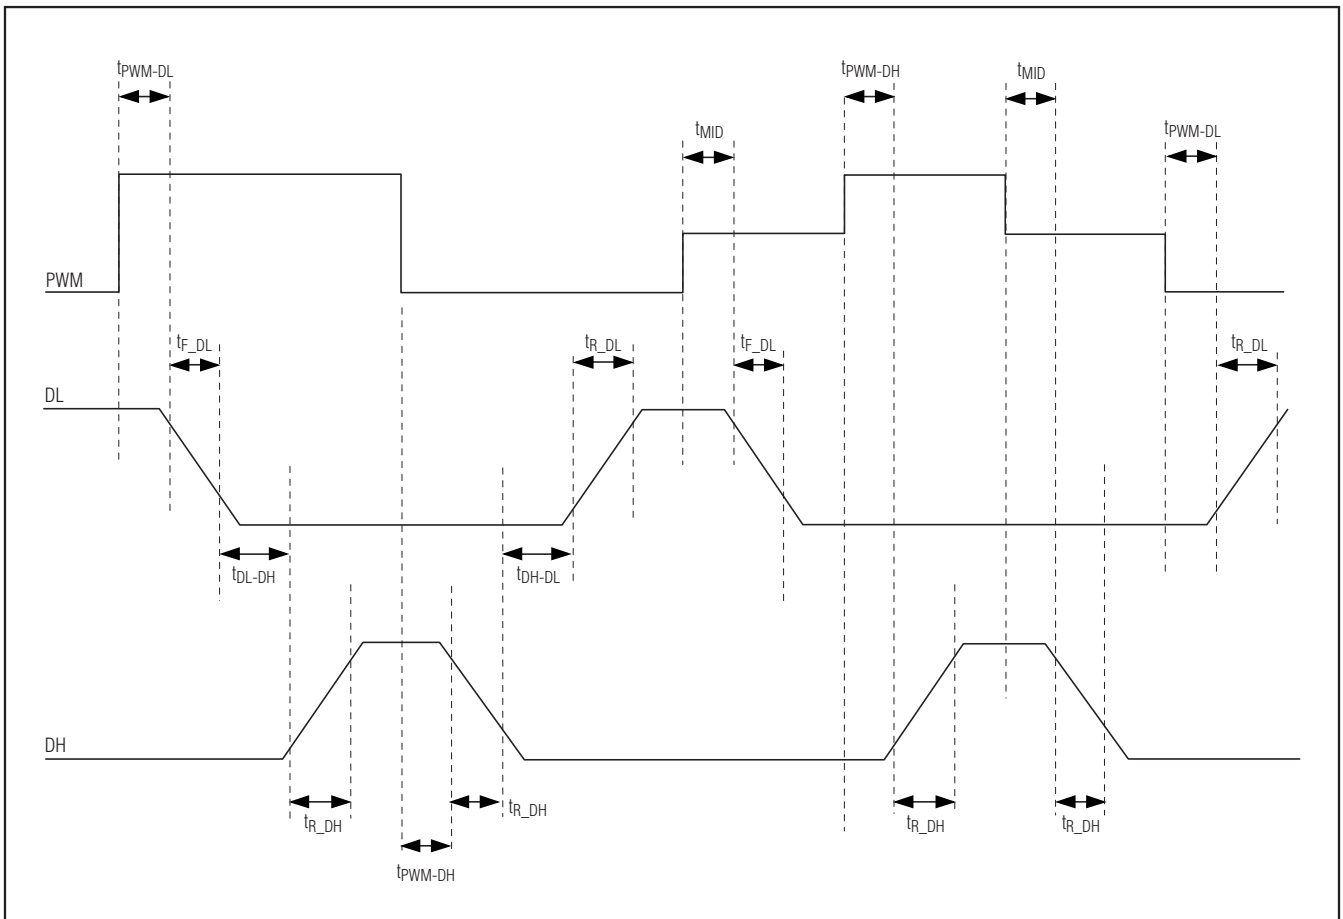 tPWM-DL
tPWM-DH
tMID
tMID
tPWM-DL
PWM
tF_DL
tR_DL
tF_DL
tR_DL
DL
tDL-DH
tDH-DL
DH
tR_DH
tR_DH
tR_DH
tR_DH
tPWM-DH